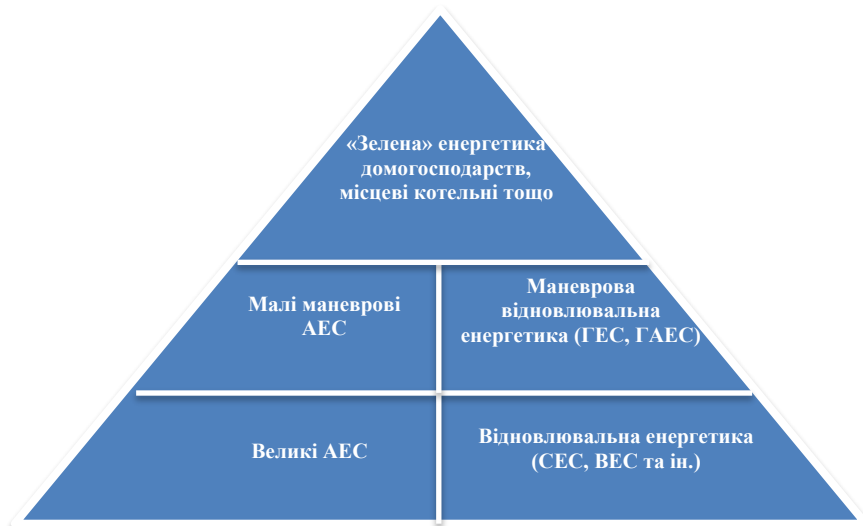 «Зелена» енергетика
домогосподарств,
місцеві котельні тощо
Малі маневрові
АЕС
Маневрова
відновлювальна
енергетика (ГЕС, ГАЕС)
Великі АЕС
Відновлювальна енергетика
(СЕС, ВЕС та ін.)